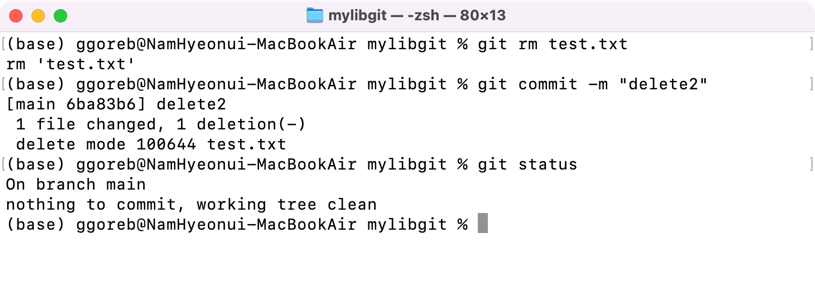 mylibgit — -zsh — 80×13
(base) ggoreb@NamHyeonui-MacBookAir mylibgit % git rm test.txt
rm 'test.txt'
(base) ggoreb@NamHyeonui-MacBookAir mylibgit % git commit -m "delete2"
[main 6ba83b6] delete2
 1 file changed, 1 deletion(-)
 delete mode 100644 test.txt
(base) ggoreb@NamHyeonui-MacBookAir mylibgit % git status
On branch main
nothing to commit, working tree clean
(base) ggoreb@NamHyeonui-MacBookAir mylibgit %